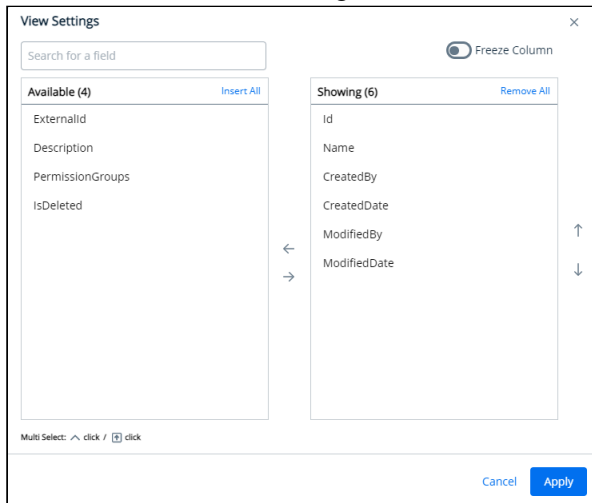 View Settings
Search for a field
Freeze Column
Available (4) Insert All
ExternalId
Description
PermissionGroups
IsDeleted
Showing (6) Remove All
Id
Name
CreatedBy
CreatedDate
ModifiedBy
ModifiedDate
Multi Select: click / click
Cancel Apply